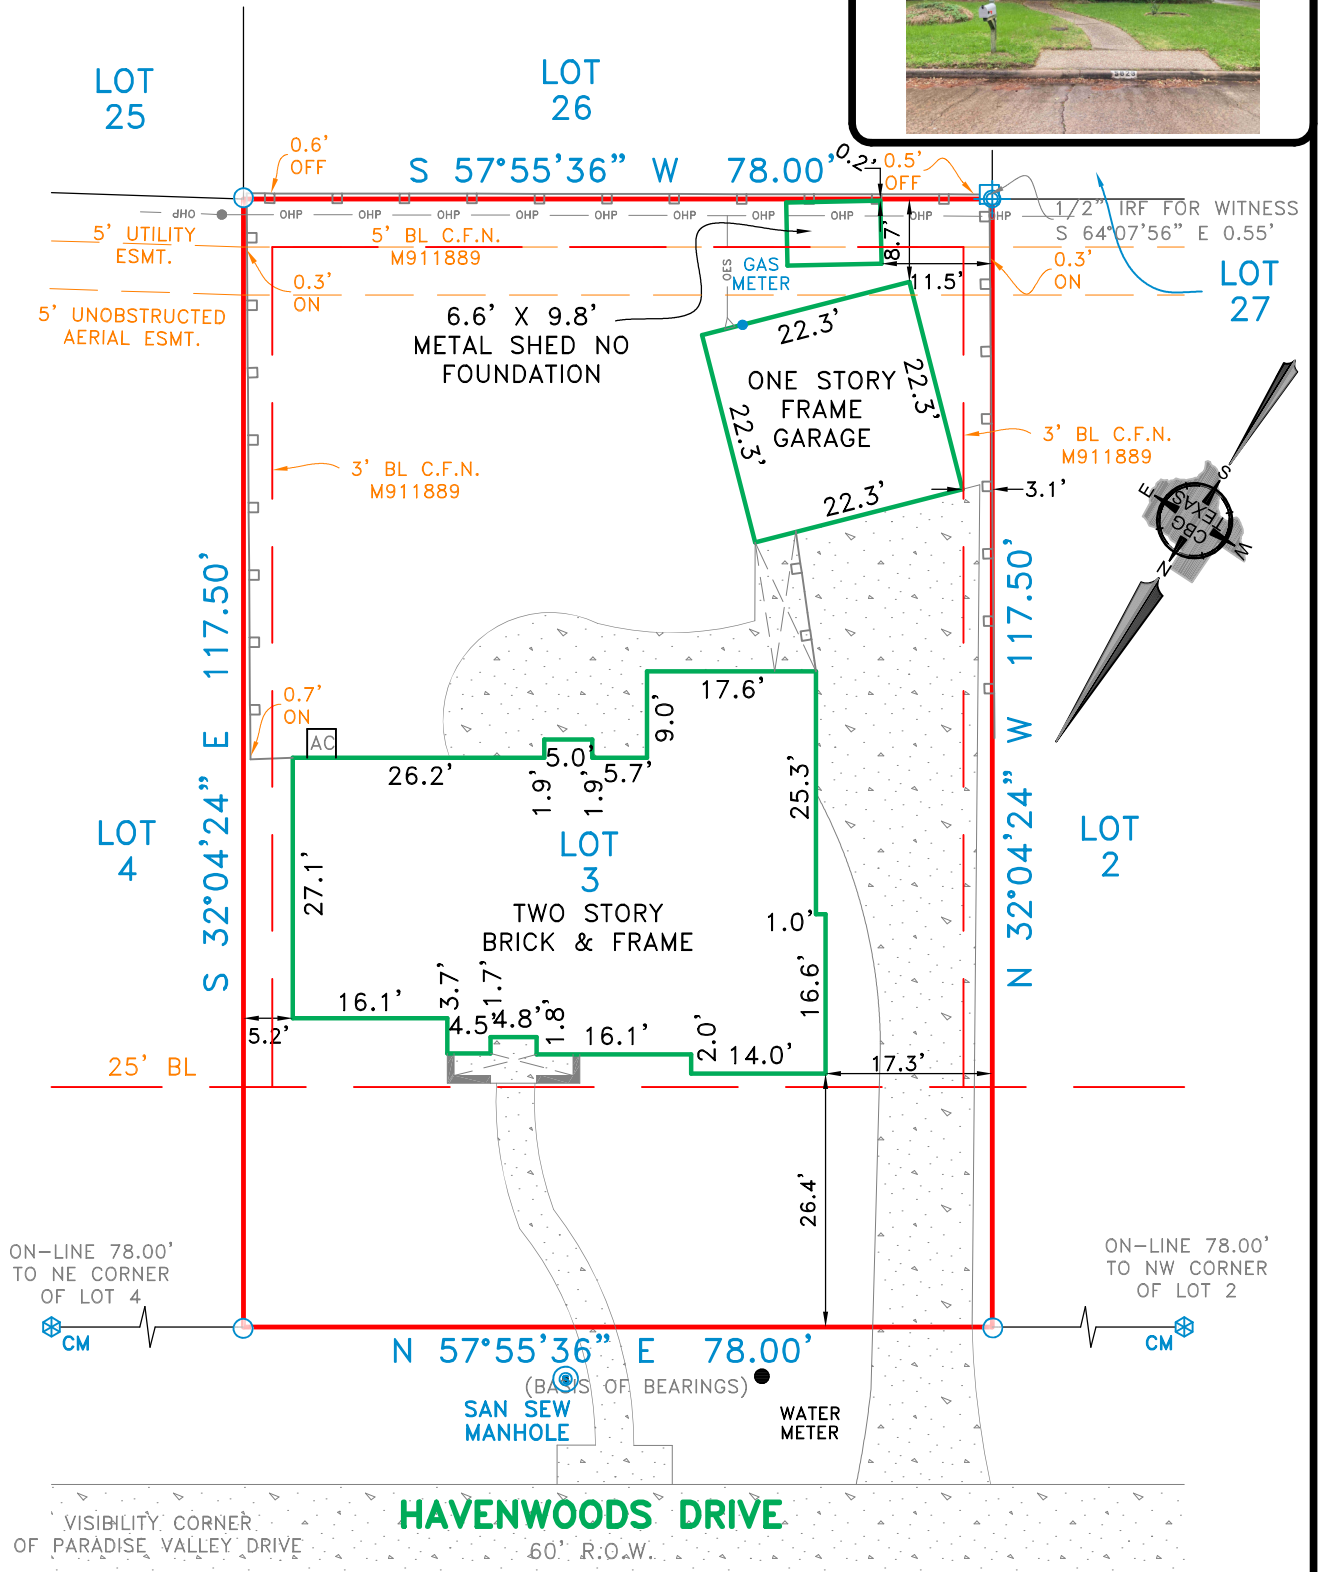 5826
LOT
25
LOT
26
0.6'
OFF
S 57°55'36" W 78.00'
0.2'
0.5'
OFF
1/2" IRF FOR WITNESS
S 64°07'56" E 0.55'
OHP
OHP
OHP
OHP
OHP
OHP
OHP
OHP
OHP
OHP
OHP
5' UTILITY
ESMT.
5' BL C.F.N.
M911889
OES
GAS
METER
8.7'
11.5'
0.3'
ON
LOT
27
0.3'
ON
5' UNOBSTRUCTED
AERIAL ESMT.
6.6' X 9.8'
METAL SHED NO
FOUNDATION
22.3'
22.3'
22.3'
22.3'
ONE STORY
FRAME
GARAGE
3' BL C.F.N.
M911889
3' BL C.F.N.
M911889
3.1'
S
E
TEXAS
CBG
W
N
S 32°04'24" E 117.50'
N 32°04'24" W 117.50'
0.7'
ON
AC
17.6'
9.0'
26.2'
5.0'
5.7'
1.9'
1.9'
25.3'
LOT
4
LOT
3
LOT
2
27.1'
TWO STORY
BRICK & FRAME
1.0'
16.6'
16.1'
3.7'
1.7'
4.5'
4.8'
1.8'
16.1'
2.0'
14.0'
5.2'
17.3'
25' BL
26.4'
ON-LINE 78.00'
TO NE CORNER
OF LOT 4
ON-LINE 78.00'
TO NW CORNER
OF LOT 2
CM
CM
N 57°55'36" E 78.00'
(BASIS OF BEARINGS)
SAN SEW
MANHOLE
WATER
METER
HAVENWOODS DRIVE
60' R.O.W.
VISIBILITY CORNER
OF PARADISE VALLEY DRIVE